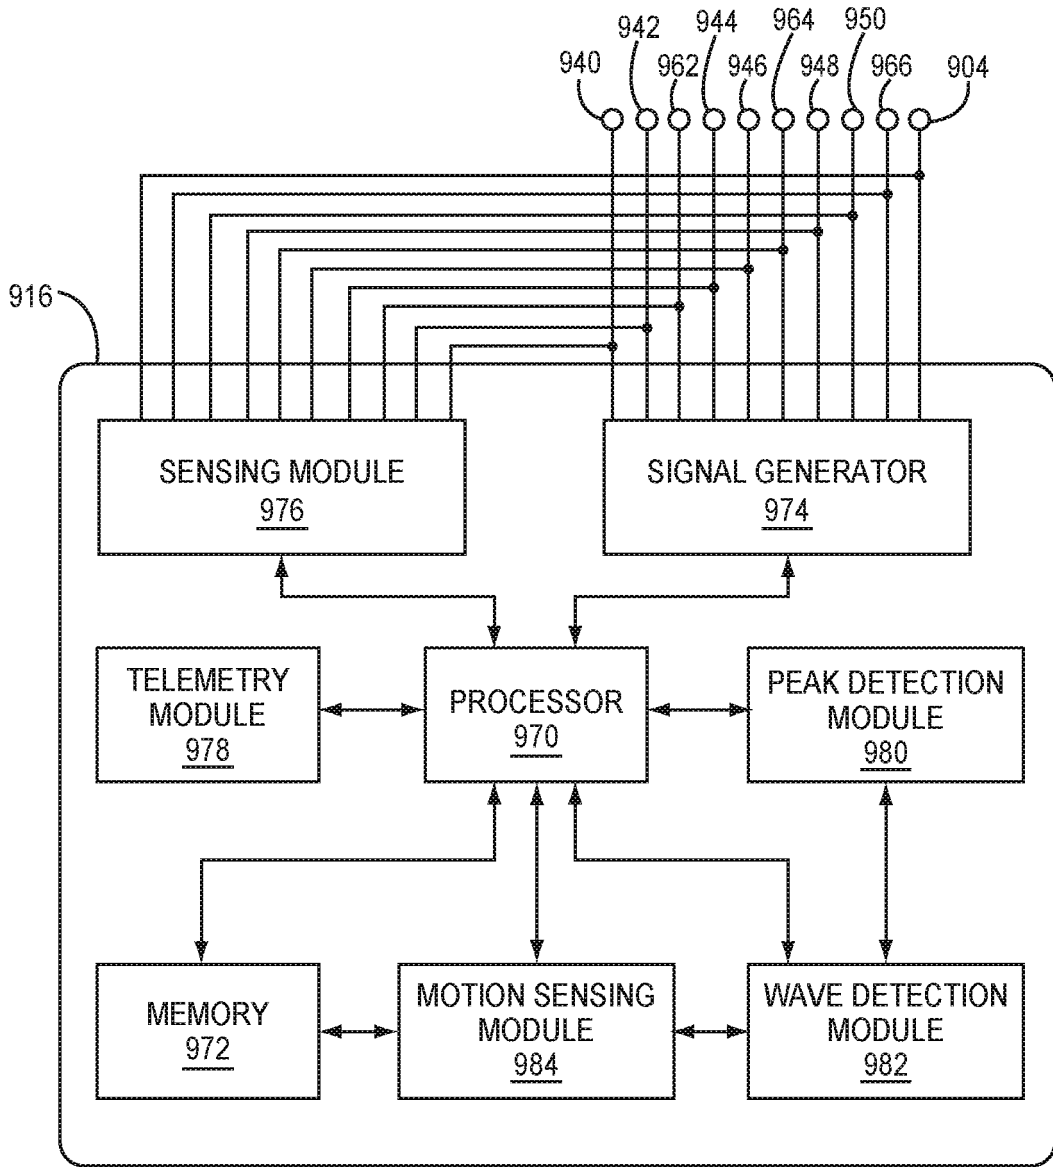 942
944
964
950
940
962
946
948
966
904
916
SENSING MODULE
976
SIGNAL GENERATOR
974
TELEMETRY
MODULE
978
PROCESSOR
970
PEAK DETECTION
MODULE
980
MEMORY
972
MOTION SENSING
MODULE
984
WAVE DETECTION
MODULE
982